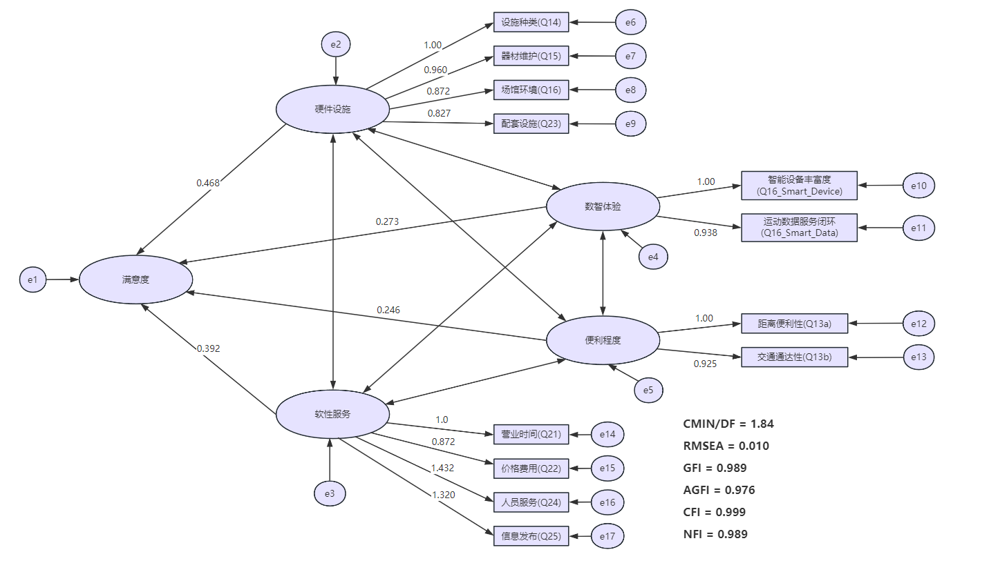 设施种类(Q14)
e6
e2
1.00
器材维护(Q15)
e7
0.960
场馆环境(Q16)
e8
0.872
硬件设施
0.827
配套设施(Q23)
e9
0.468
智能设备丰富度
(Q16_Smart_Device)
e10
1.00
数智体验
0.273
运动数据服务闭环
(Q16_Smart_Data)
e11
0.938
e4
e1
满意度
0.246
1.00
距离便利性(Q13a)
e12
便利程度
0.925
交通通达性(Q13b)
e13
0.392
e5
软性服务
1.0
营业时间(Q21)
e14
0.872
价格费用(Q22)
e15
1.432
e3
人员服务(Q24)
e16
1.320
信息发布(Q25)
e17
CMIN/DF = 1.84
RMSEA = 0.010
GFI = 0.989
AGFI = 0.976
CFI = 0.999
NFI = 0.989